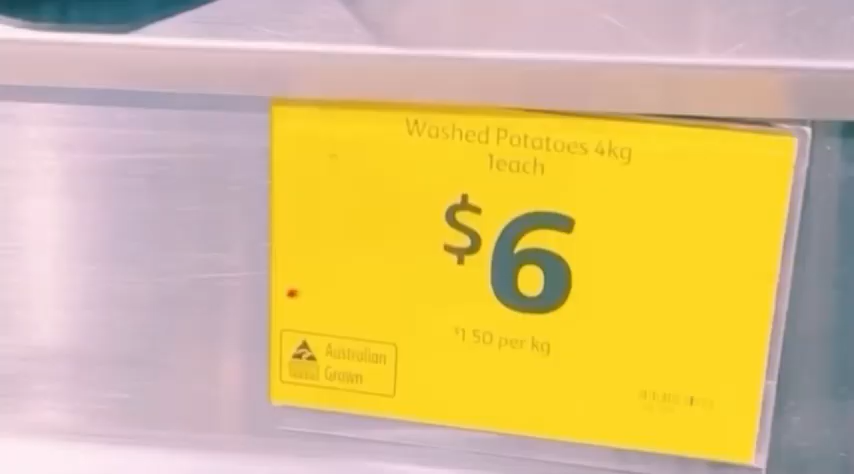 Washed Potatoes 4kg
1each
$6
$1.50 per kg
Australian
Grown